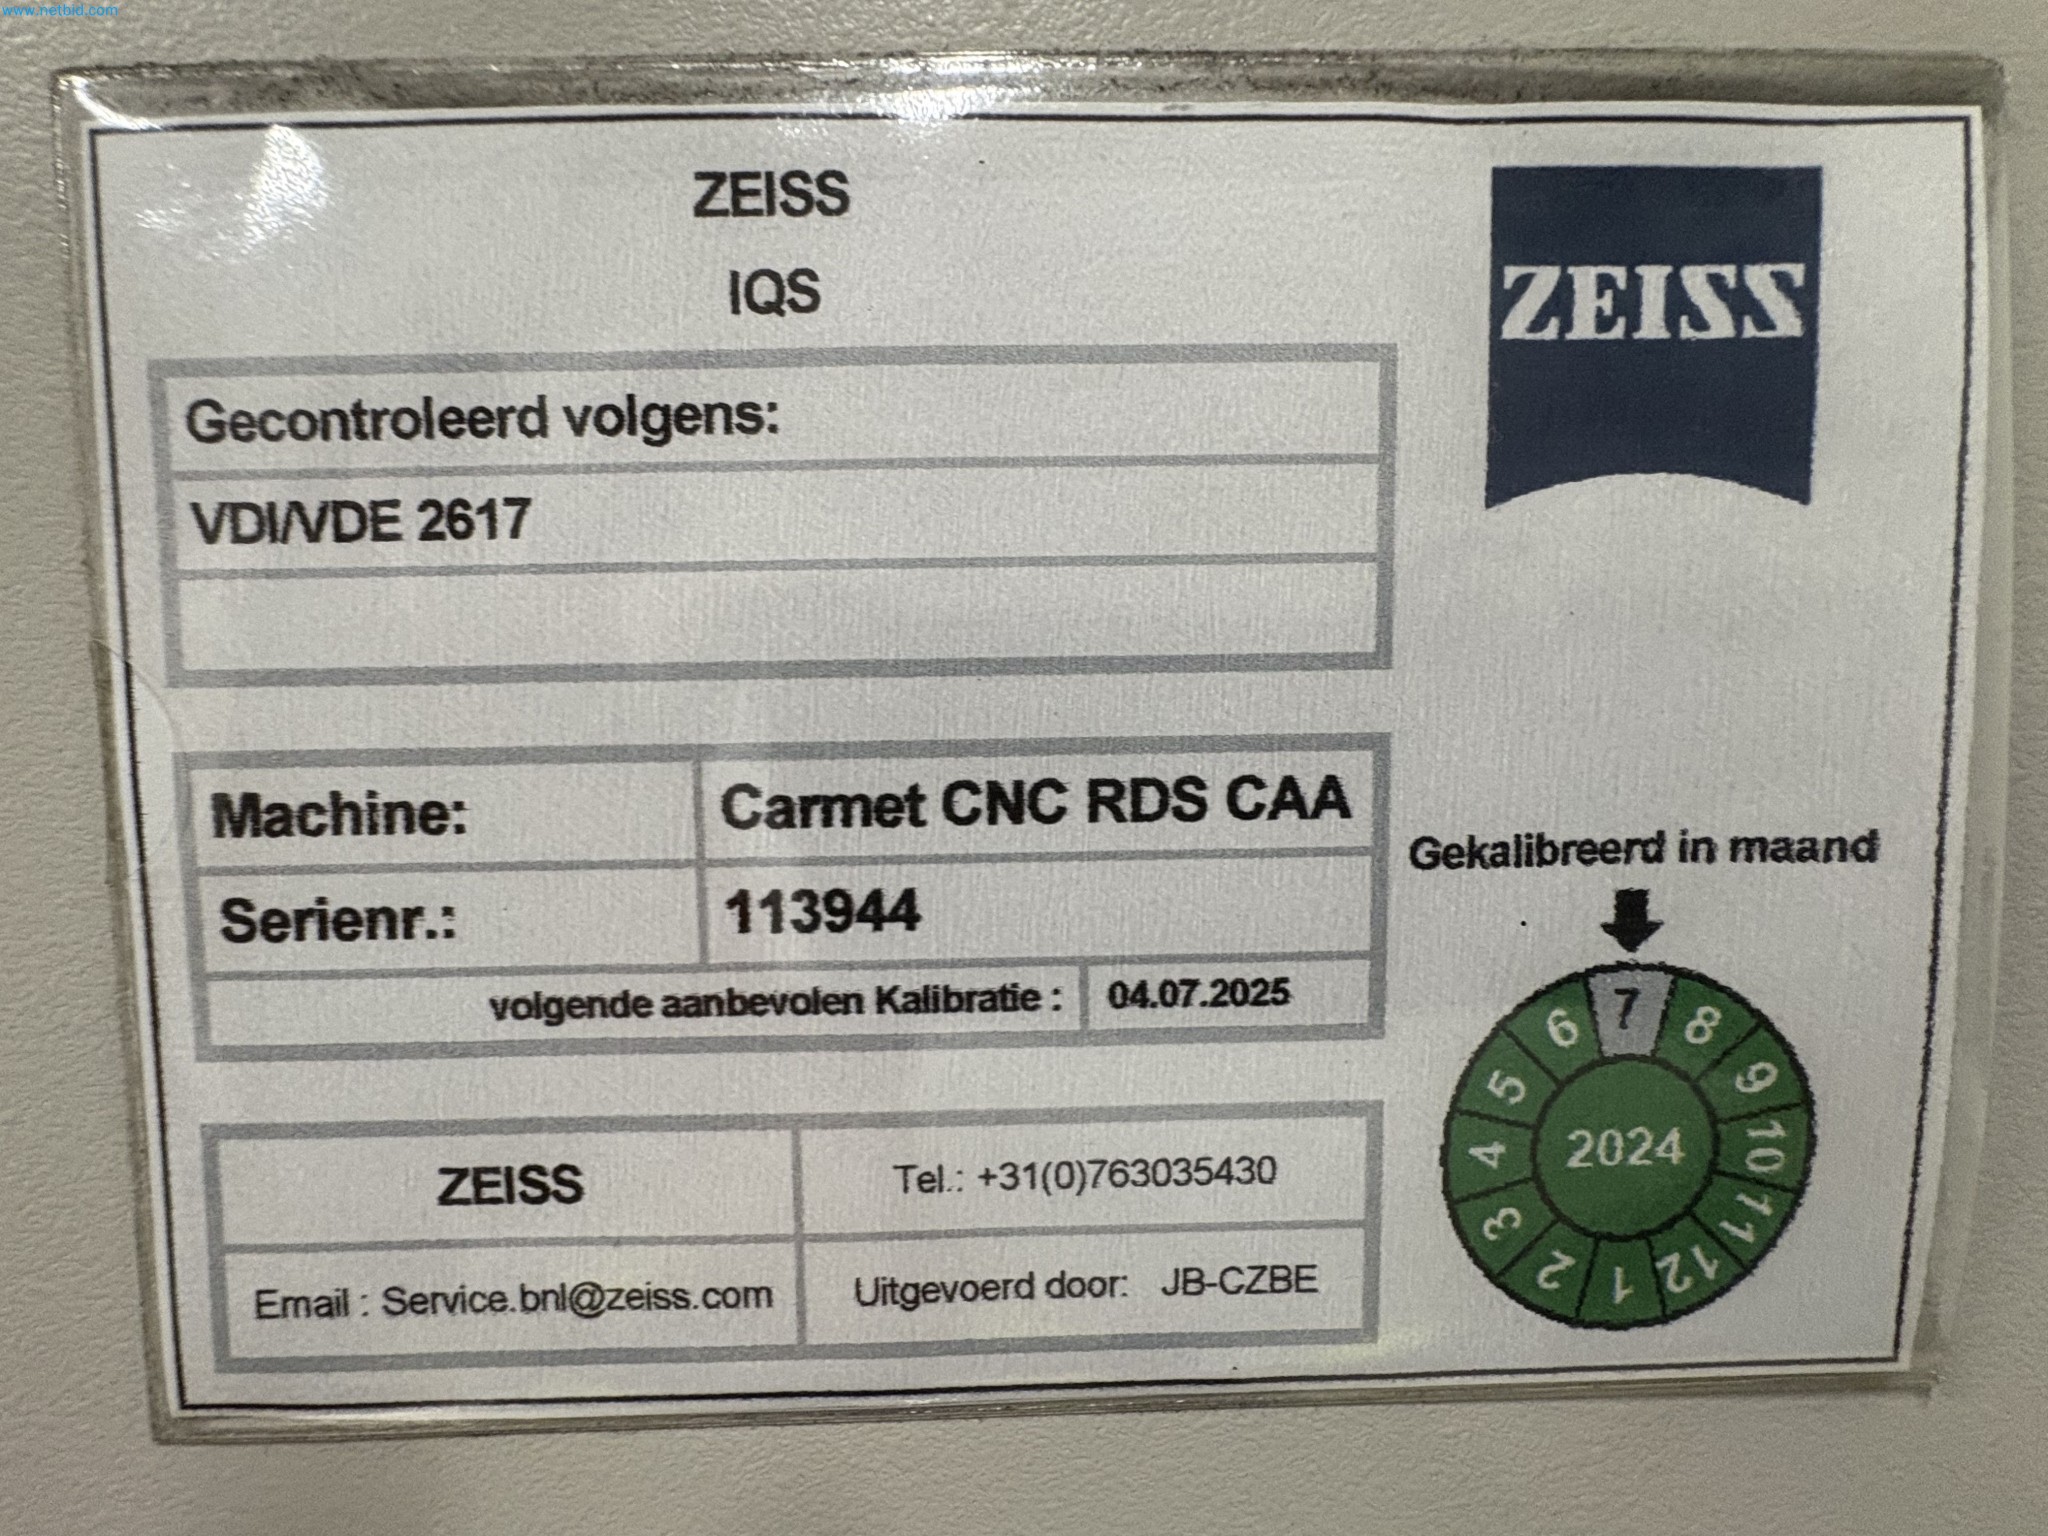 www.netbid.com
ZEISS
IQS
ZEISS
Gecontroleerd volgens:
VDI/VDE 2617
Machine: Carmet CNC RDS CAA
Serienr.: 113944
volgende aanbevolen Kalibratie : 04.07.2025
Gekalibreerd in maand
7
6 8
5 9
4 2024 10
3 11
2 1 12
ZEISS Tel.: +31(0)763035430
Email : Service.bnl@zeiss.com Uitgevoerd door: JB-CZBE